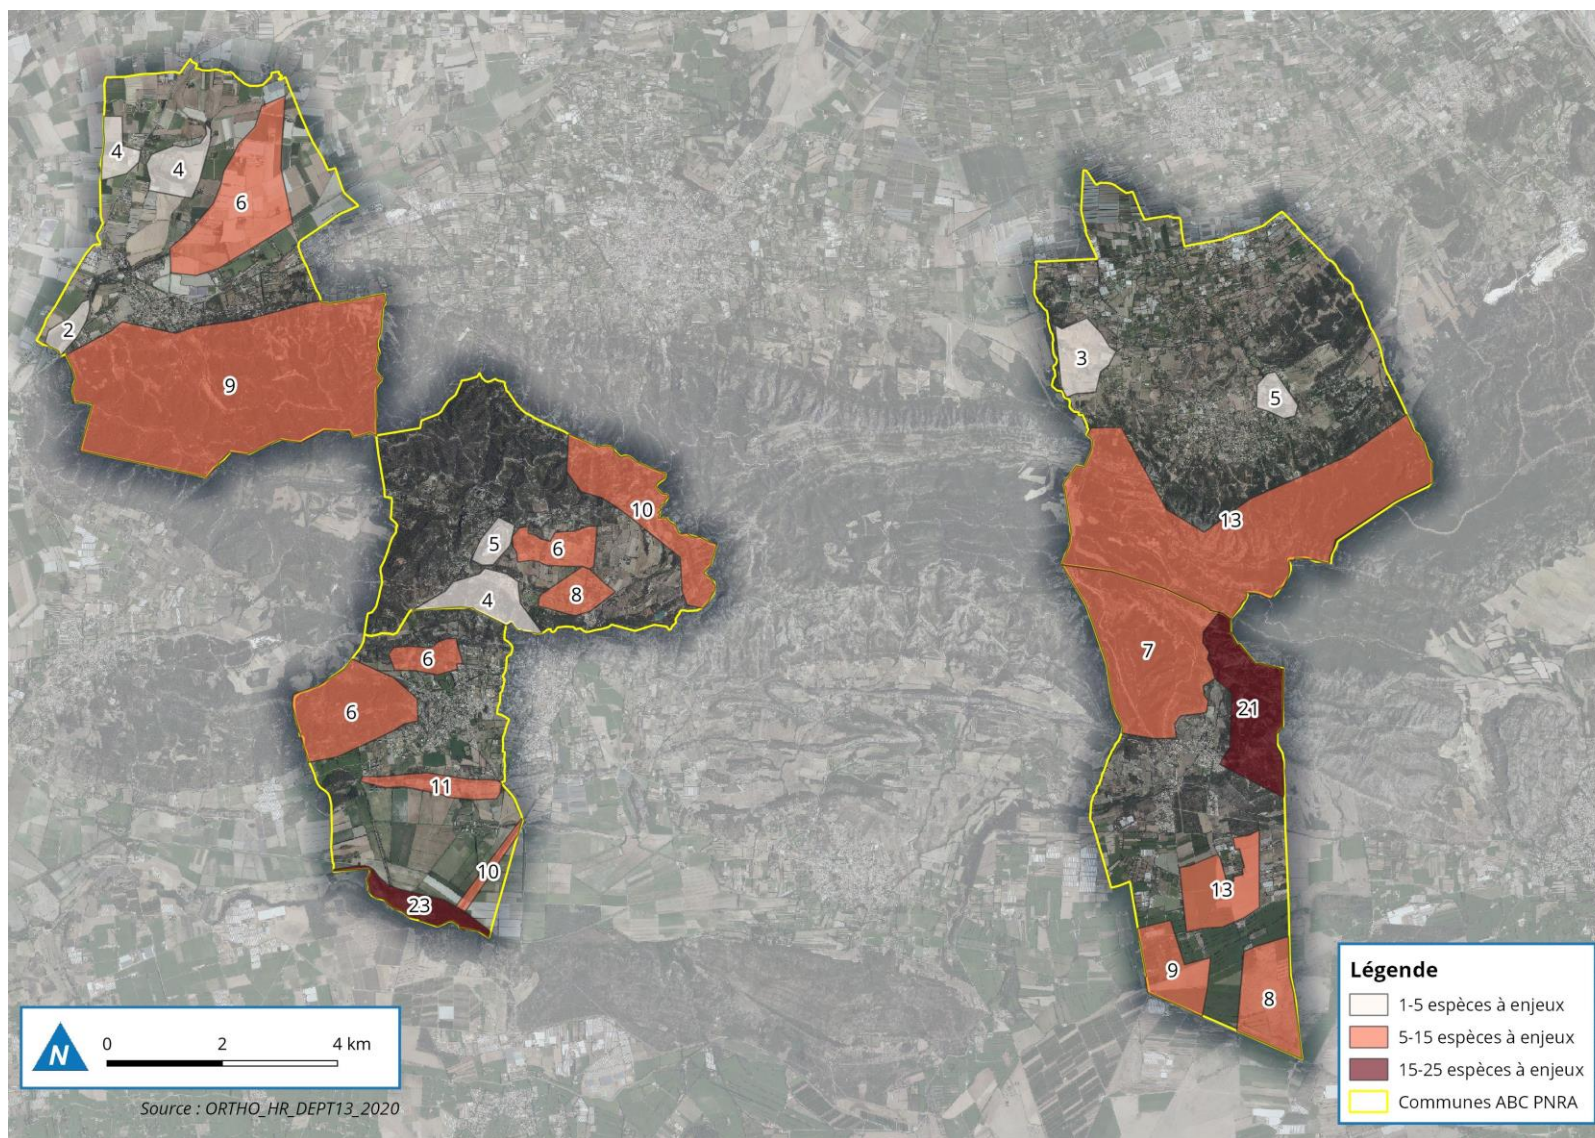 4
4
6
2
9
10
5
6
8
4
6
6
11
10
23
3
5
13
7
21
13
9
8
N
0 2 4 km
Source : ORTHO_HR_DEPT13_2020
Légende
1-5 espèces à enjeux
5-15 espèces à enjeux
15-25 espèces à enjeux
Communes ABC PNRA